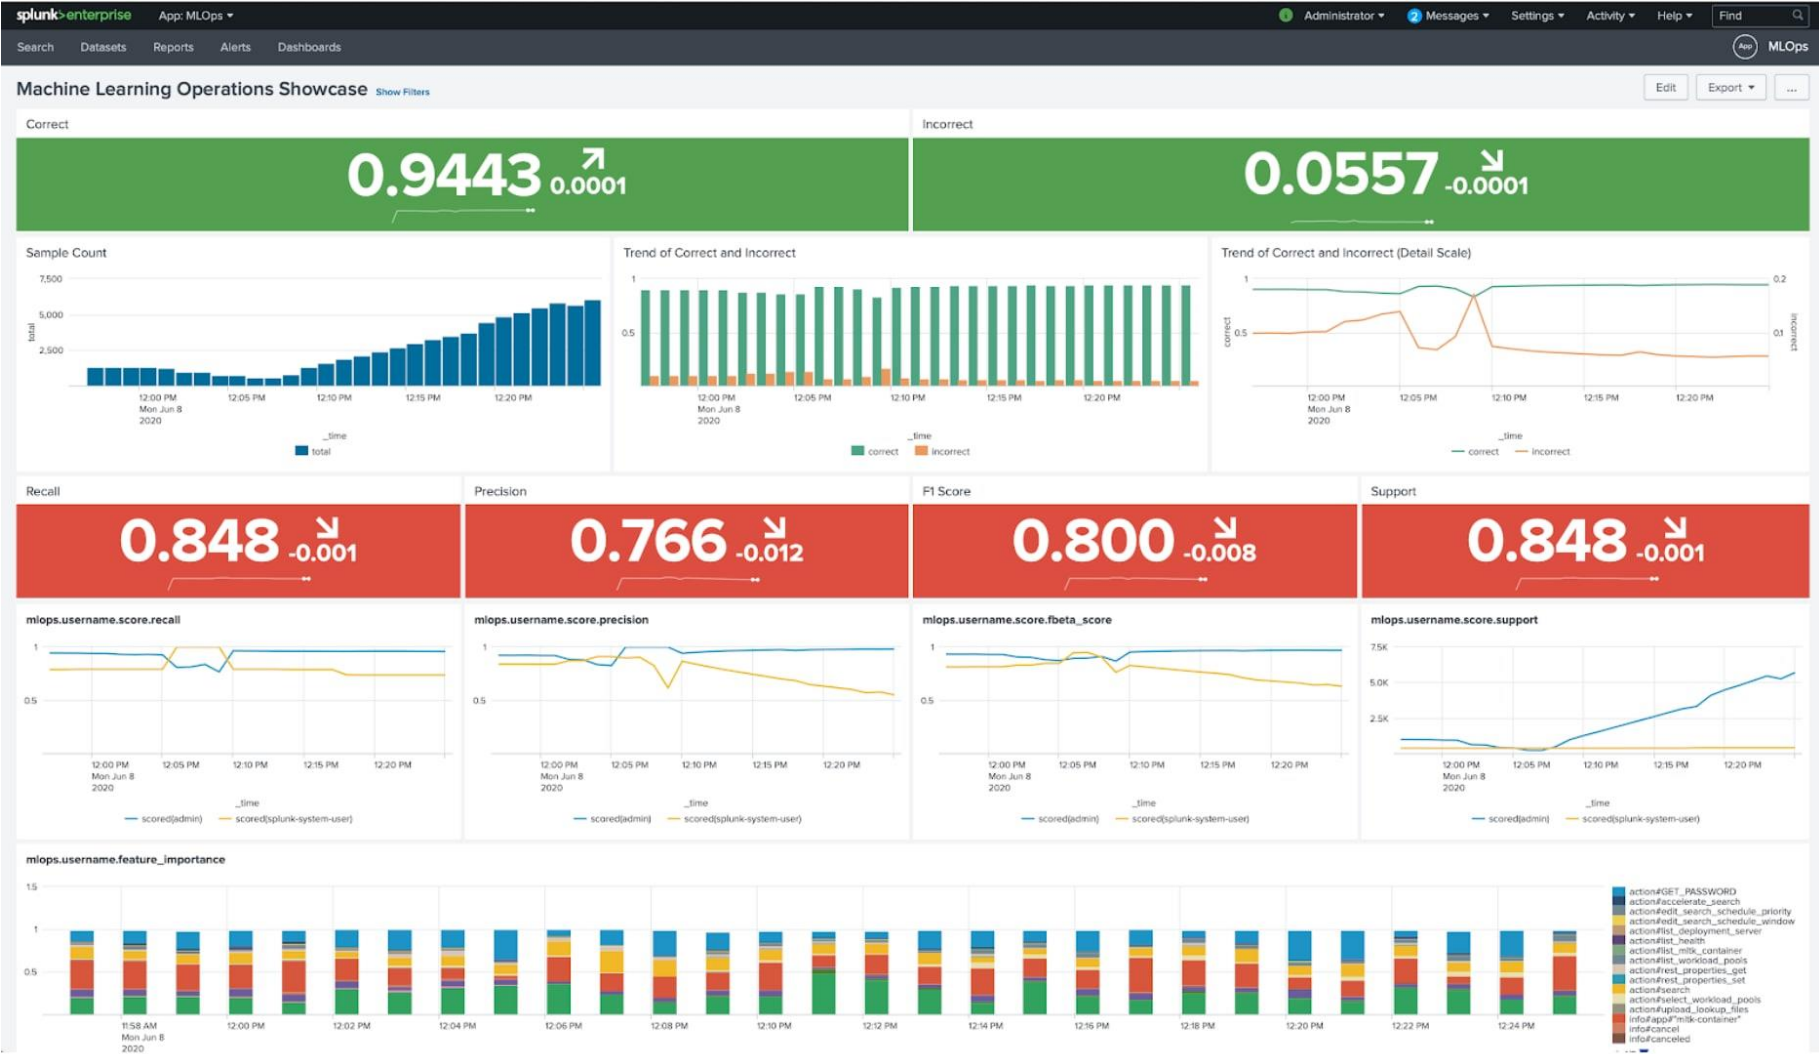 splunk>enterprise App: MLOps ▾ i Administrator ▾ 2 Messages ▾ Settings ▾ Activity ▾ Help ▾ Find
Search Datasets Reports Alerts Dashboards App MLOps
Machine Learning Operations Showcase Show Filters Edit Export ▾ ...
Correct
0.9443 0.0001
Incorrect
0.0557 -0.0001
Sample Count
7,500
5,000
2,500
total
12:00 PM 12:05 PM 12:10 PM 12:15 PM 12:20 PM
Mon Jun 8
2020
_time
total
Trend of Correct and Incorrect
1
0.5
12:00 PM 12:05 PM 12:10 PM 12:15 PM 12:20 PM
Mon Jun 8
2020
_time
correct incorrect
Trend of Correct and Incorrect (Detail Scale)
1 0.2
0.5 0.1
correct
incorrect
12:00 PM 12:05 PM 12:10 PM 12:15 PM 12:20 PM
Mon Jun 8
2020
_time
correct incorrect
Recall
0.848 -0.001
Precision
0.766 -0.012
F1 Score
0.800 -0.008
Support
0.848 -0.001
mlops.username.score.recall
1
0.5
12:00 PM 12:05 PM 12:10 PM 12:15 PM 12:20 PM
Mon Jun 8
2020
_time
scored(admin) scored(splunk-system-user)
mlops.username.score.precision
1
0.5
12:00 PM 12:05 PM 12:10 PM 12:15 PM 12:20 PM
Mon Jun 8
2020
_time
scored(admin) scored(splunk-system-user)
mlops.username.score.fbeta_score
1
0.5
12:00 PM 12:05 PM 12:10 PM 12:15 PM 12:20 PM
Mon Jun 8
2020
_time
scored(admin) scored(splunk-system-user)
mlops.username.score.support
7.5K
5.0K
2.5K
12:00 PM 12:05 PM 12:10 PM 12:15 PM 12:20 PM
Mon Jun 8
2020
_time
scored(admin) scored(splunk-system-user)
mlops.username.feature_importance
1.5
1
0.5
11:58 AM 12:00 PM 12:02 PM 12:04 PM 12:06 PM 12:08 PM 12:10 PM 12:12 PM 12:14 PM 12:16 PM 12:18 PM 12:20 PM 12:22 PM 12:24 PM
Mon Jun 8
2020
action#GET_PASSWORD
action#accelerate_search
action#edit_search_schedule_priority
action#edit_search_schedule_window
action#list_deployment_server
action#list_health
action#list_mltk_container
action#list_workload_pools
action#rest_properties_get
action#rest_properties_set
action#search
action#select_workload_pools
action#upload_lookup_files
info#app#"mltk-container"
info#cancel
info#canceled